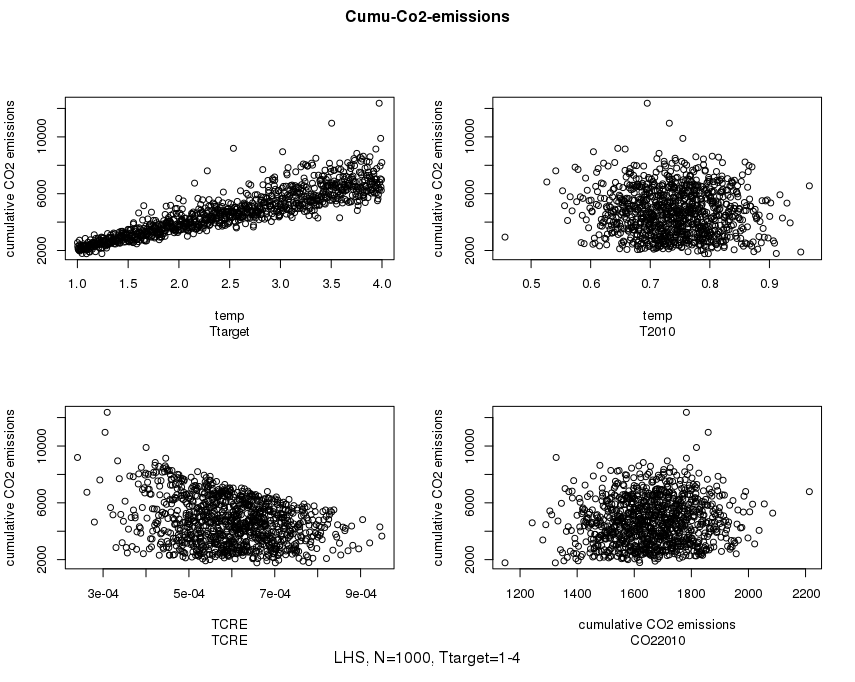 Cumu-Co2-emissions
cumulative CO2 emissions
2000 6000 10000
1.0 1.5 2.0 2.5 3.0 3.5 4.0
temp
Ttarget
cumulative CO2 emissions
2000 6000 10000
0.5 0.6 0.7 0.8 0.9
temp
T2010
cumulative CO2 emissions
2000 6000 10000
3e-04 5e-04 7e-04 9e-04
TCRE
TCRE
cumulative CO2 emissions
2000 6000 10000
1200 1400 1600 1800 2000 2200
cumulative CO2 emissions
CO22010
LHS, N=1000, Ttarget=1-4